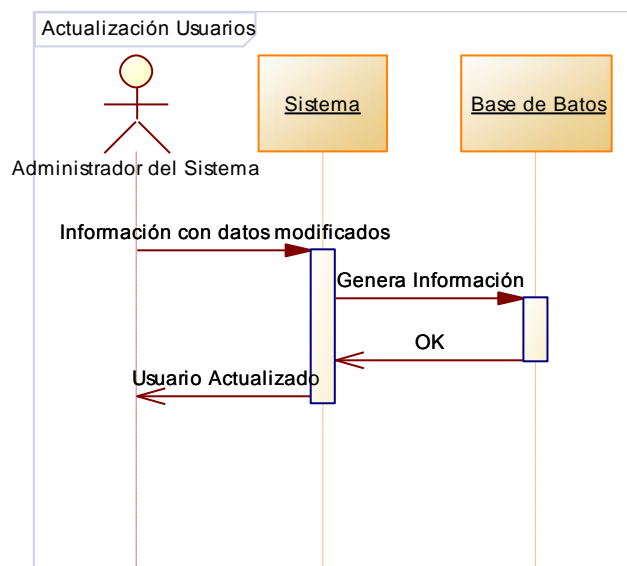 Actualización Usuarios
Sistema
Base de Batos
Administrador del Sistema
Información con datos modificados
Genera Información
OK
Usuario Actualizado